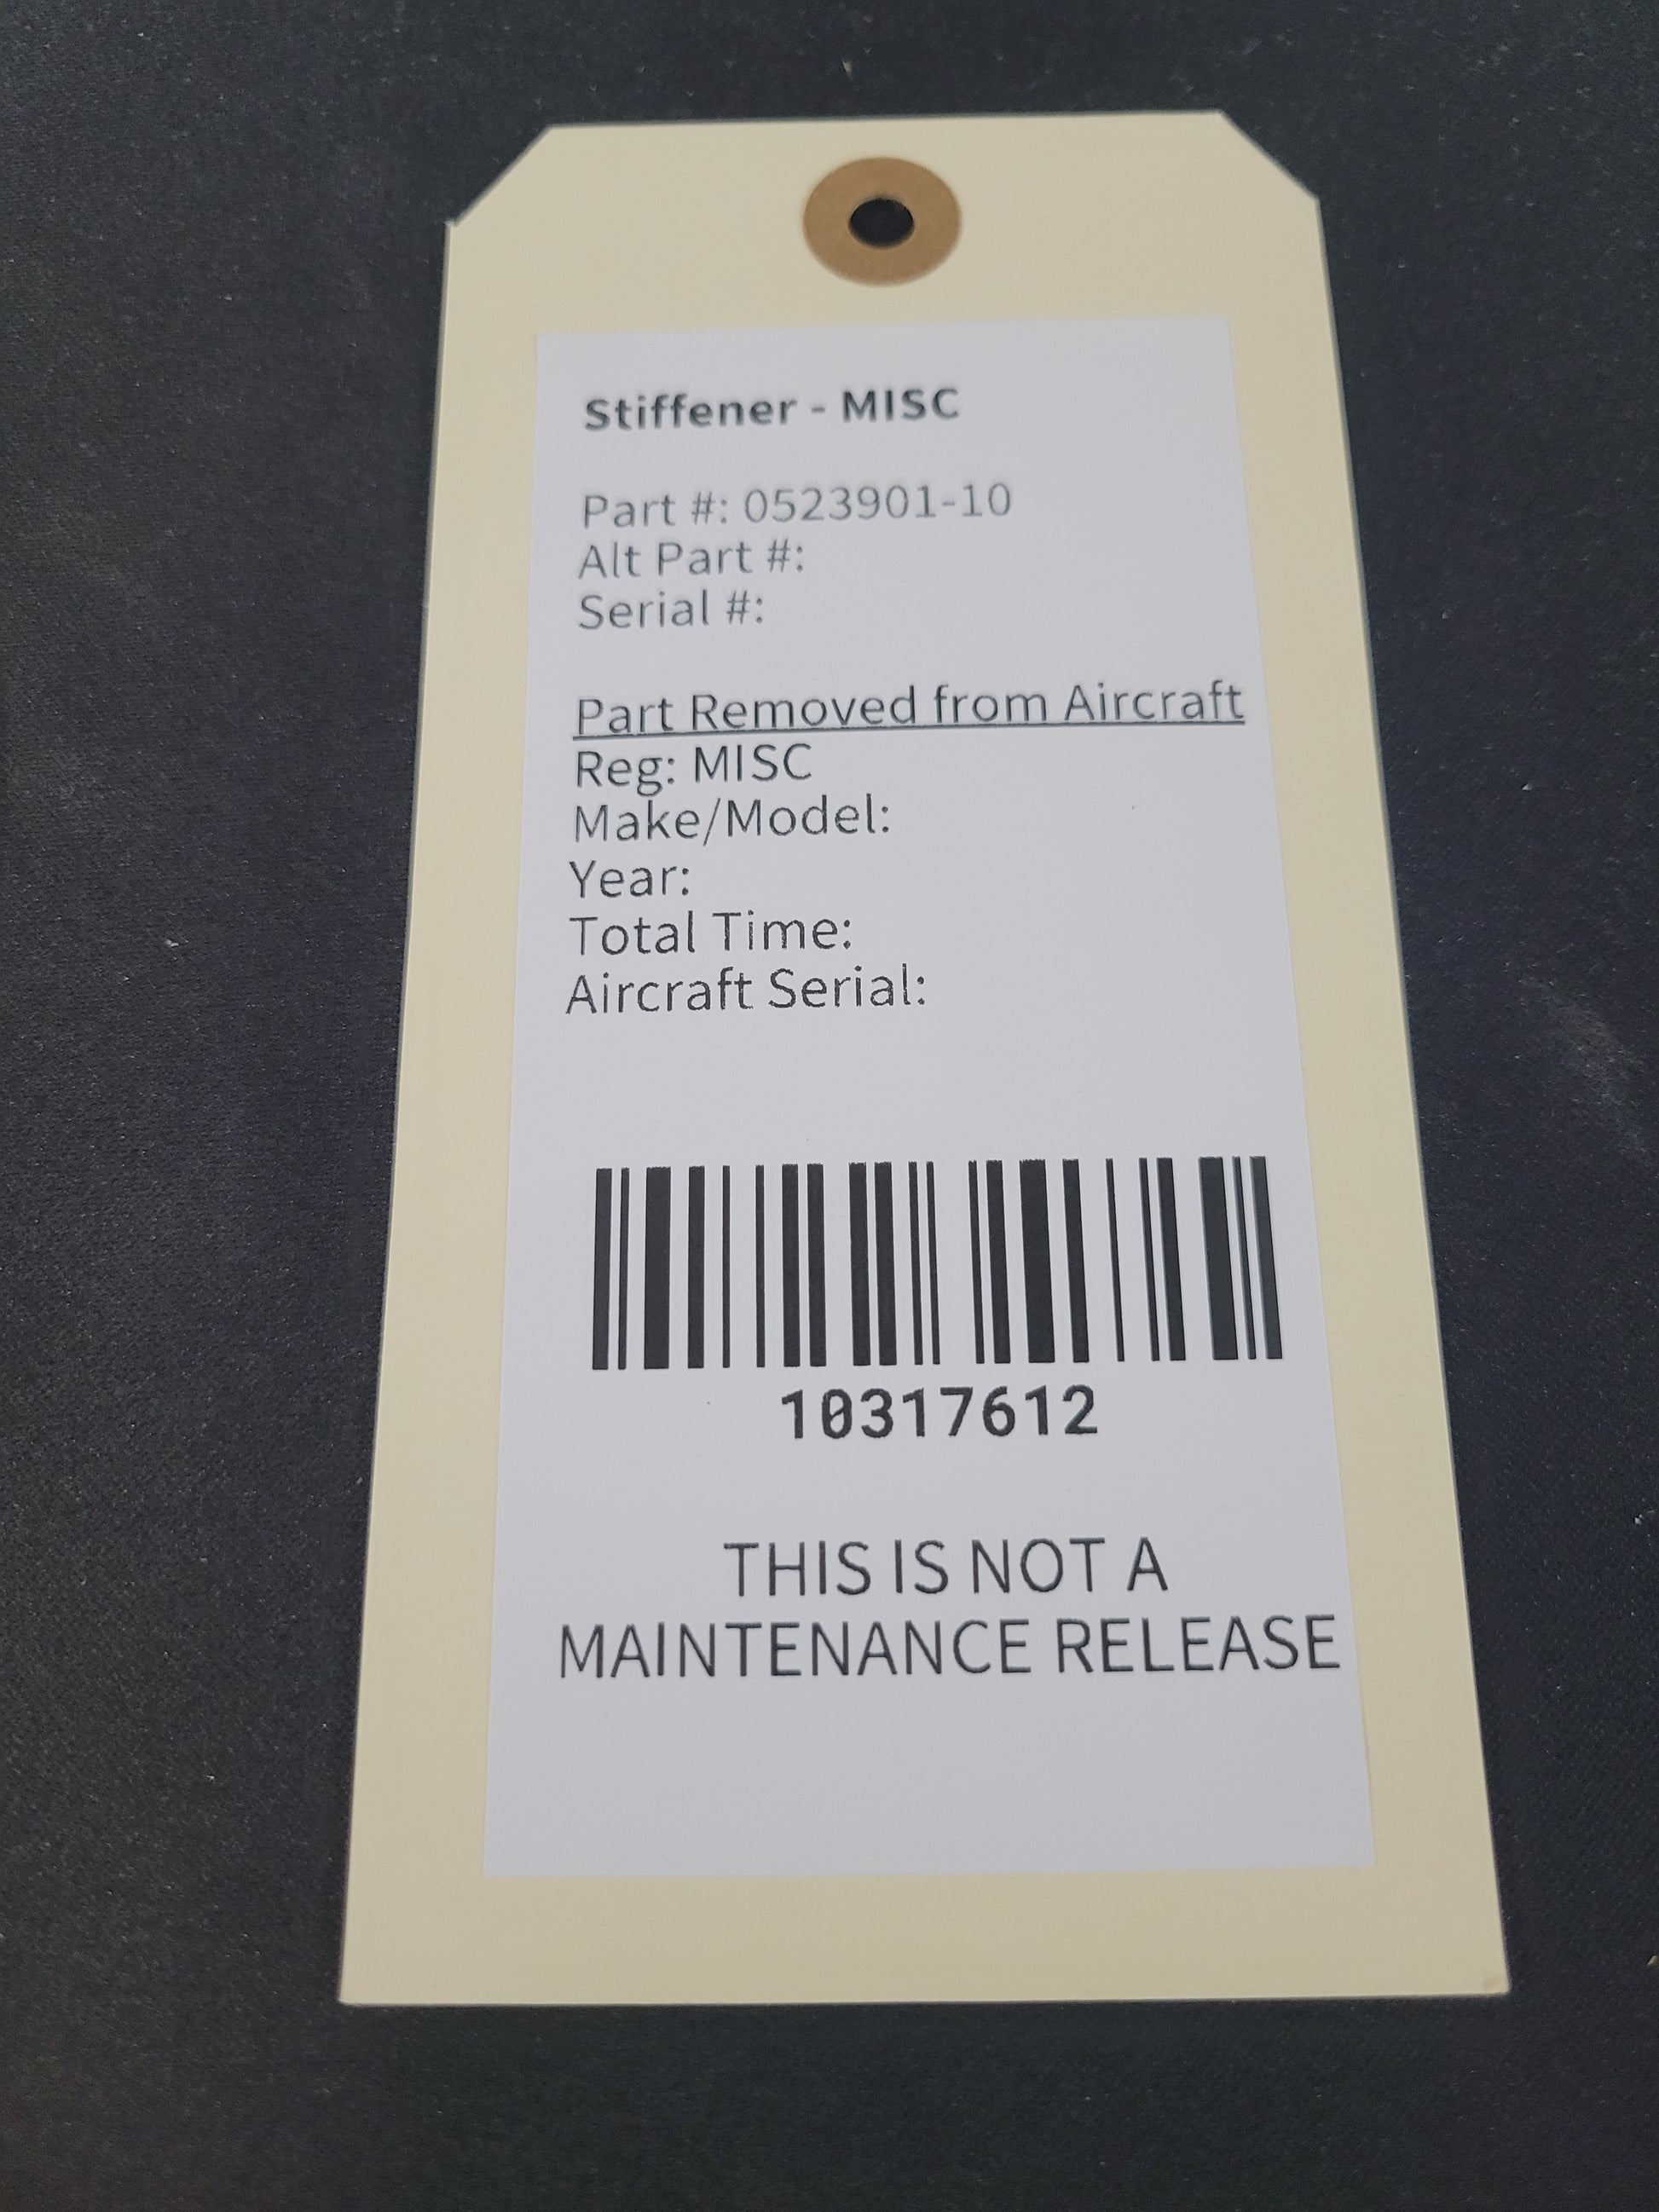 Stiffener - MISC
Part #: 0523901-10
Alt Part #:
Serial #:
Part Removed from Aircraft
Reg: MISC
Make/Model:
Year:
Total Time:
Aircraft Serial:
10317612
THIS IS NOT A
MAINTENANCE RELEASE